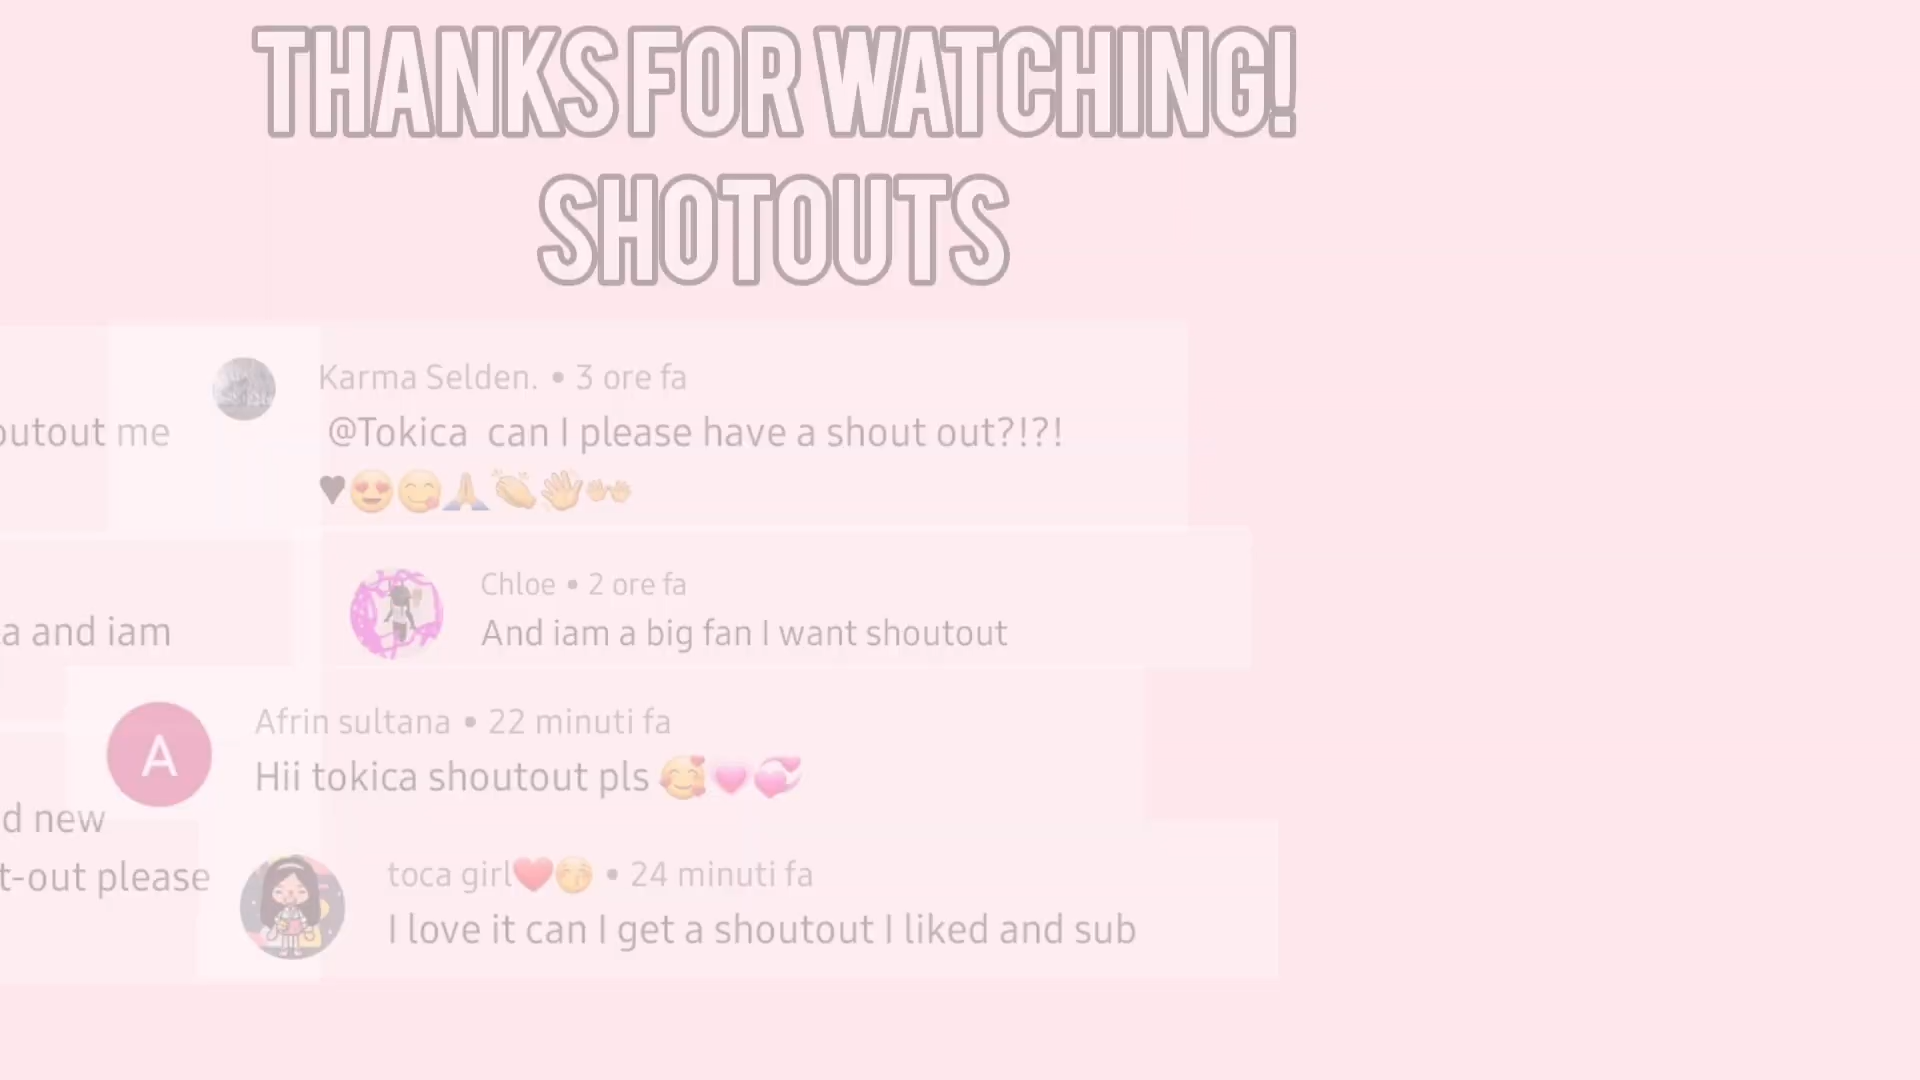 THANKS FOR WATCHING!
SHOTOUTS
Karma Selden. • 3 ore fa
@Tokica can I please have a shout out?!?!
♥😍😋🙏👏👋👐
outout me
Chloe • 2 ore fa
And iam a big fan I want shoutout
a and iam
Afrin sultana • 22 minuti fa
A
Hii tokica shoutout pls 🥰💗💞
d new
t-out please
toca girl❤😚 • 24 minuti fa
I love it can I get a shoutout I liked and sub